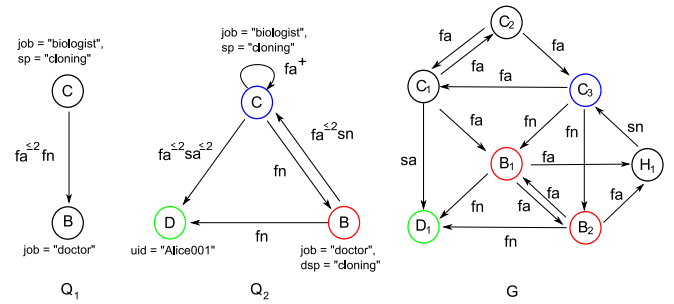 job = "biologist",
sp = "cloning"
C
fa≤2fn
B
job = "doctor"
Q1
job = "biologist",
sp = "cloning"
fa+
C
fa≤2sa≤2
fa≤2sn
fn
D
B
fn
uid = "Alice001"
job = "doctor",
dsp = "cloning"
Q2
C2
fa
fa
fa
fa
C1
C3
sa
fa
fn
fn
sn
B1
fa
H1
fn
fa
fa
fa
D1
fn
B2
G